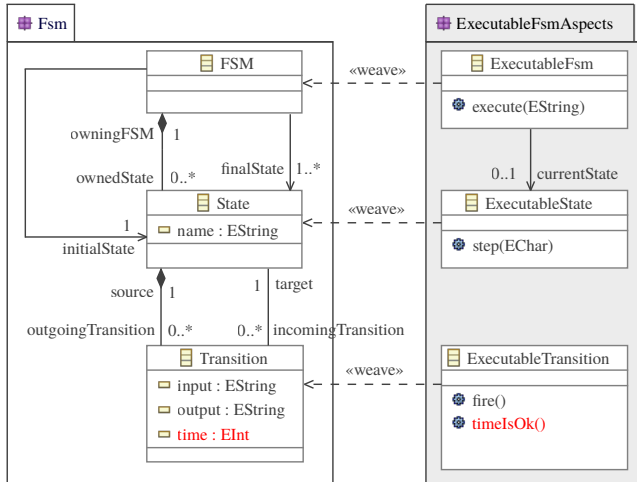 Fsm
ExecutableFsmAspects
FSM
«weave»
ExecutableFsm
execute(EString)
owningFSM 1
ownedState 0..*
finalState 1..*
0..1 currentState
State
name : EString
«weave»
ExecutableState
step(EChar)
1
initialState
source 1
1 target
outgoingTransition 0..*
0..* incomingTransition
Transition
input : EString
output : EString
time : EInt
«weave»
ExecutableTransition
fire()
timeIsOk()